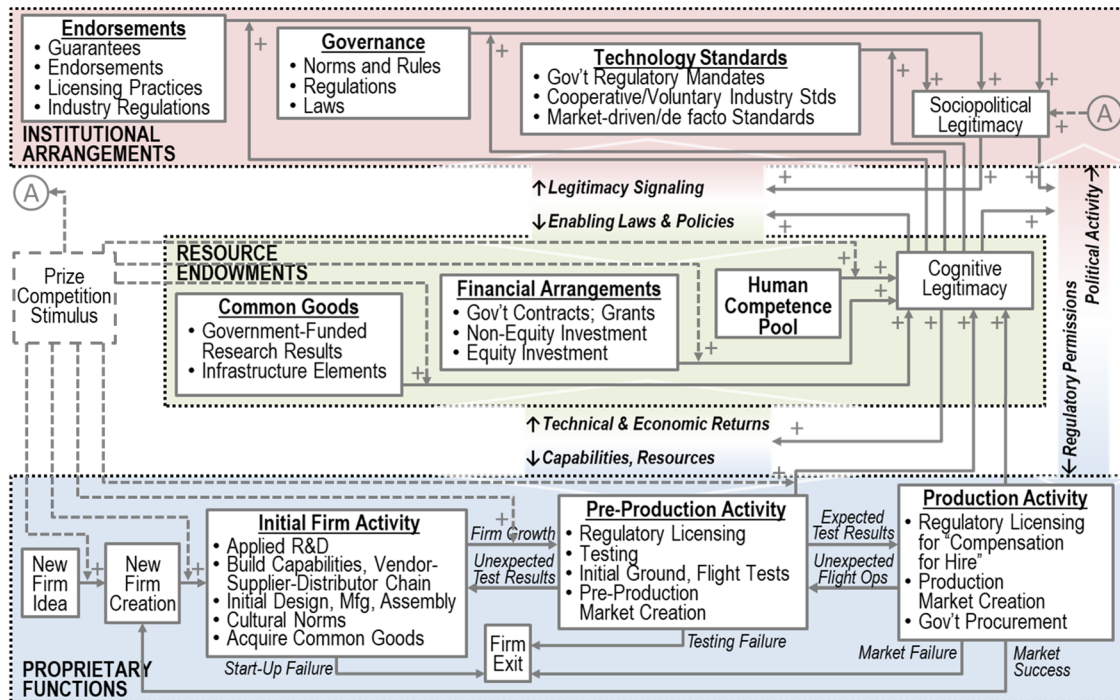 Endorsements
• Guarantees
• Endorsements
• Licensing Practices
• Industry Regulations
INSTITUTIONAL
ARRANGEMENTS
Governance
• Norms and Rules
• Regulations
• Laws
Technology Standards
• Gov't Regulatory Mandates
• Cooperative/Voluntary Industry Stds
• Market-driven/de facto Standards
Sociopolitical
Legitimacy
A
+
+
+
+
+
+
+
A
↑ Legitimacy Signaling
↓ Enabling Laws & Policies
+
+
+
+
+
Political Activity →
← Regulatory Permissions
Prize
Competition
Stimulus
RESOURCE
ENDOWMENTS
Common Goods
• Government-Funded
Research Results
• Infrastructure Elements
+
Financial Arrangements
• Gov't Contracts; Grants
• Non-Equity Investment
• Equity Investment
+
Human
Competence
Pool
+
+
+
Cognitive
Legitimacy
+
+
+
+
↑ Technical & Economic Returns
↓ Capabilities, Resources
+
+
New
Firm
Idea
+
New
Firm
Creation
+
Initial Firm Activity
• Applied R&D
• Build Capabilities, Vendor-
Supplier-Distributor Chain
• Initial Design, Mfg, Assembly
• Cultural Norms
• Acquire Common Goods
+
Firm Growth
Unexpected
Test Results
Pre-Production Activity
• Regulatory Licensing
• Testing
• Initial Ground, Flight Tests
• Pre-Production
Market Creation
Expected
Test Results
Unexpected
Flight Ops
Production Activity
• Regulatory Licensing
for "Compensation
for Hire"
• Production
Market Creation
• Gov't Procurement
Firm
Exit
Start-Up Failure
Testing Failure
Market Failure
Market
Success
PROPRIETARY
FUNCTIONS